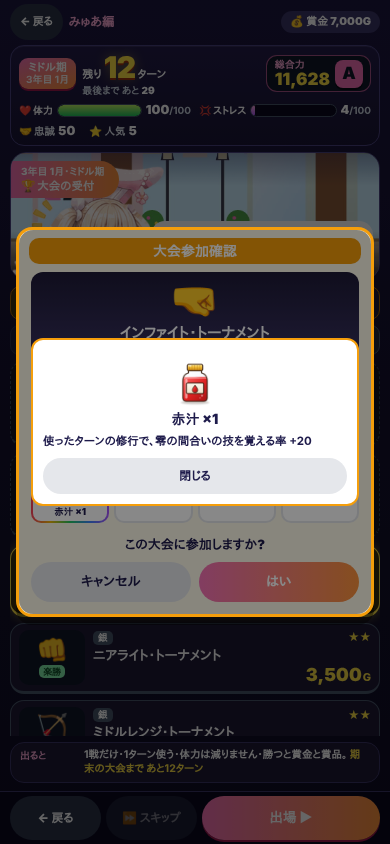 ← 戻る
みゅあ編
💰 賞金 7,000G
ミドル期
3年目 1月
残り 12 ターン
最後まで あと 29
総合力
11,628
A
❤️ 体力 100/100
💢 ストレス 4/100
🤝 忠誠 50
⭐ 人気 5
3年目 1月・ミドル期
🏆 大会の受付
大会参加確認
インファイト・トーナメント
赤汁 ×1
使ったターンの修行で、零の間合いの技を覚える率 +20
閉じる
赤汁 ×1
この大会に参加しますか?
キャンセル
はい
銀
★★
ニアライト・トーナメント
楽勝
3,500G
銀
★★
ミドルレンジ・トーナメント
出ると
1戦だけ・1ターン使う・体力は減りません・勝つと賞金と賞品。期
末の大会まで あと12ターン
← 戻る
⏩ スキップ
出場 ▶